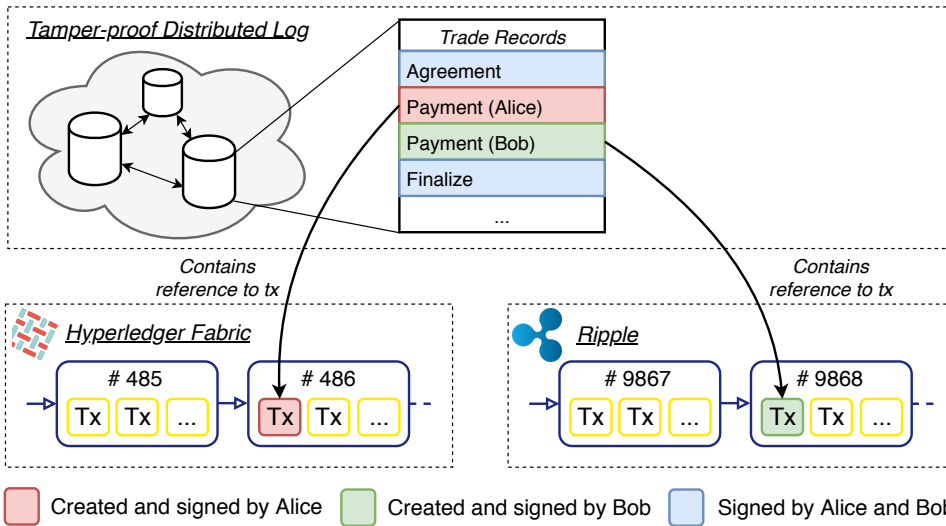 Tamper-proof Distributed Log
Trade Records
Agreement
Payment (Alice)
Payment (Bob)
Finalize
...
Contains
reference to tx
Contains
reference to tx
Hyperledger Fabric
# 485
Tx Tx ...
# 486
Tx Tx ...
Ripple
# 9867
Tx Tx ...
# 9868
Tx Tx ...
Created and signed by Alice
Created and signed by Bob
Signed by Alice and Bob